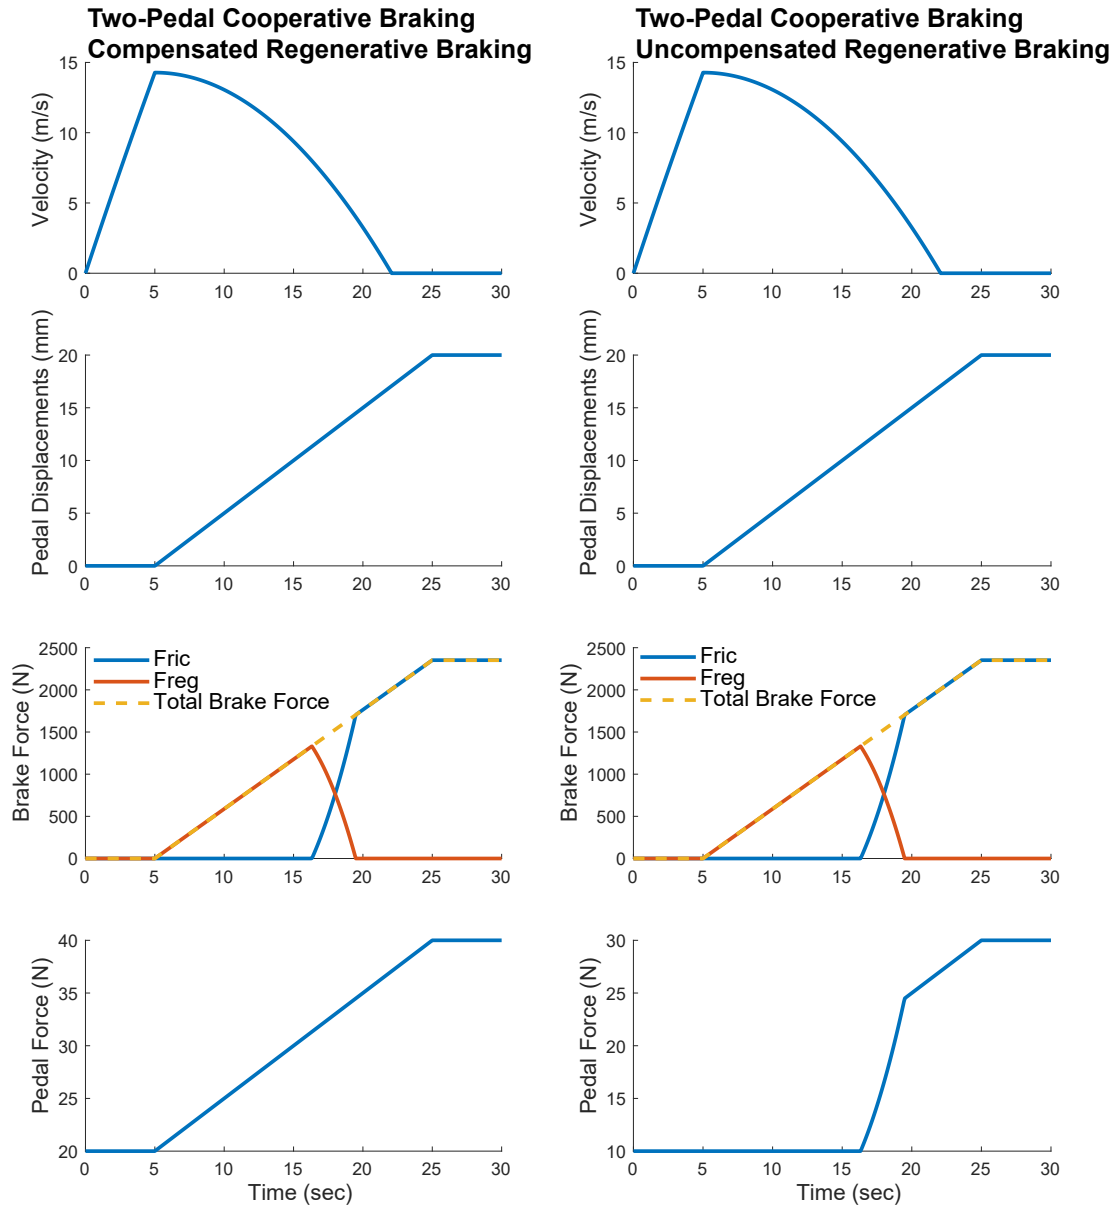 Two-Pedal Cooperative Braking
Compensated Regenerative Braking
Velocity (m/s)
15
10
5
0
0 5 10 15 20 25 30
Pedal Displacements (mm)
20
15
10
5
0
0 5 10 15 20 25 30
Brake Force (N)
2500
2000
1500
1000
500
0
Fric
Freg
Total Brake Force
0 5 10 15 20 25 30
Pedal Force (N)
40
35
30
25
20
0 5 10 15 20 25 30
Time (sec)
Two-Pedal Cooperative Braking
Uncompensated Regenerative Braking
Velocity (m/s)
15
10
5
0
0 5 10 15 20 25 30
Pedal Displacements (mm)
20
15
10
5
0
0 5 10 15 20 25 30
Brake Force (N)
2500
2000
1500
1000
500
0
Fric
Freg
Total Brake Force
0 5 10 15 20 25 30
Pedal Force (N)
30
25
20
15
10
0 5 10 15 20 25 30
Time (sec)